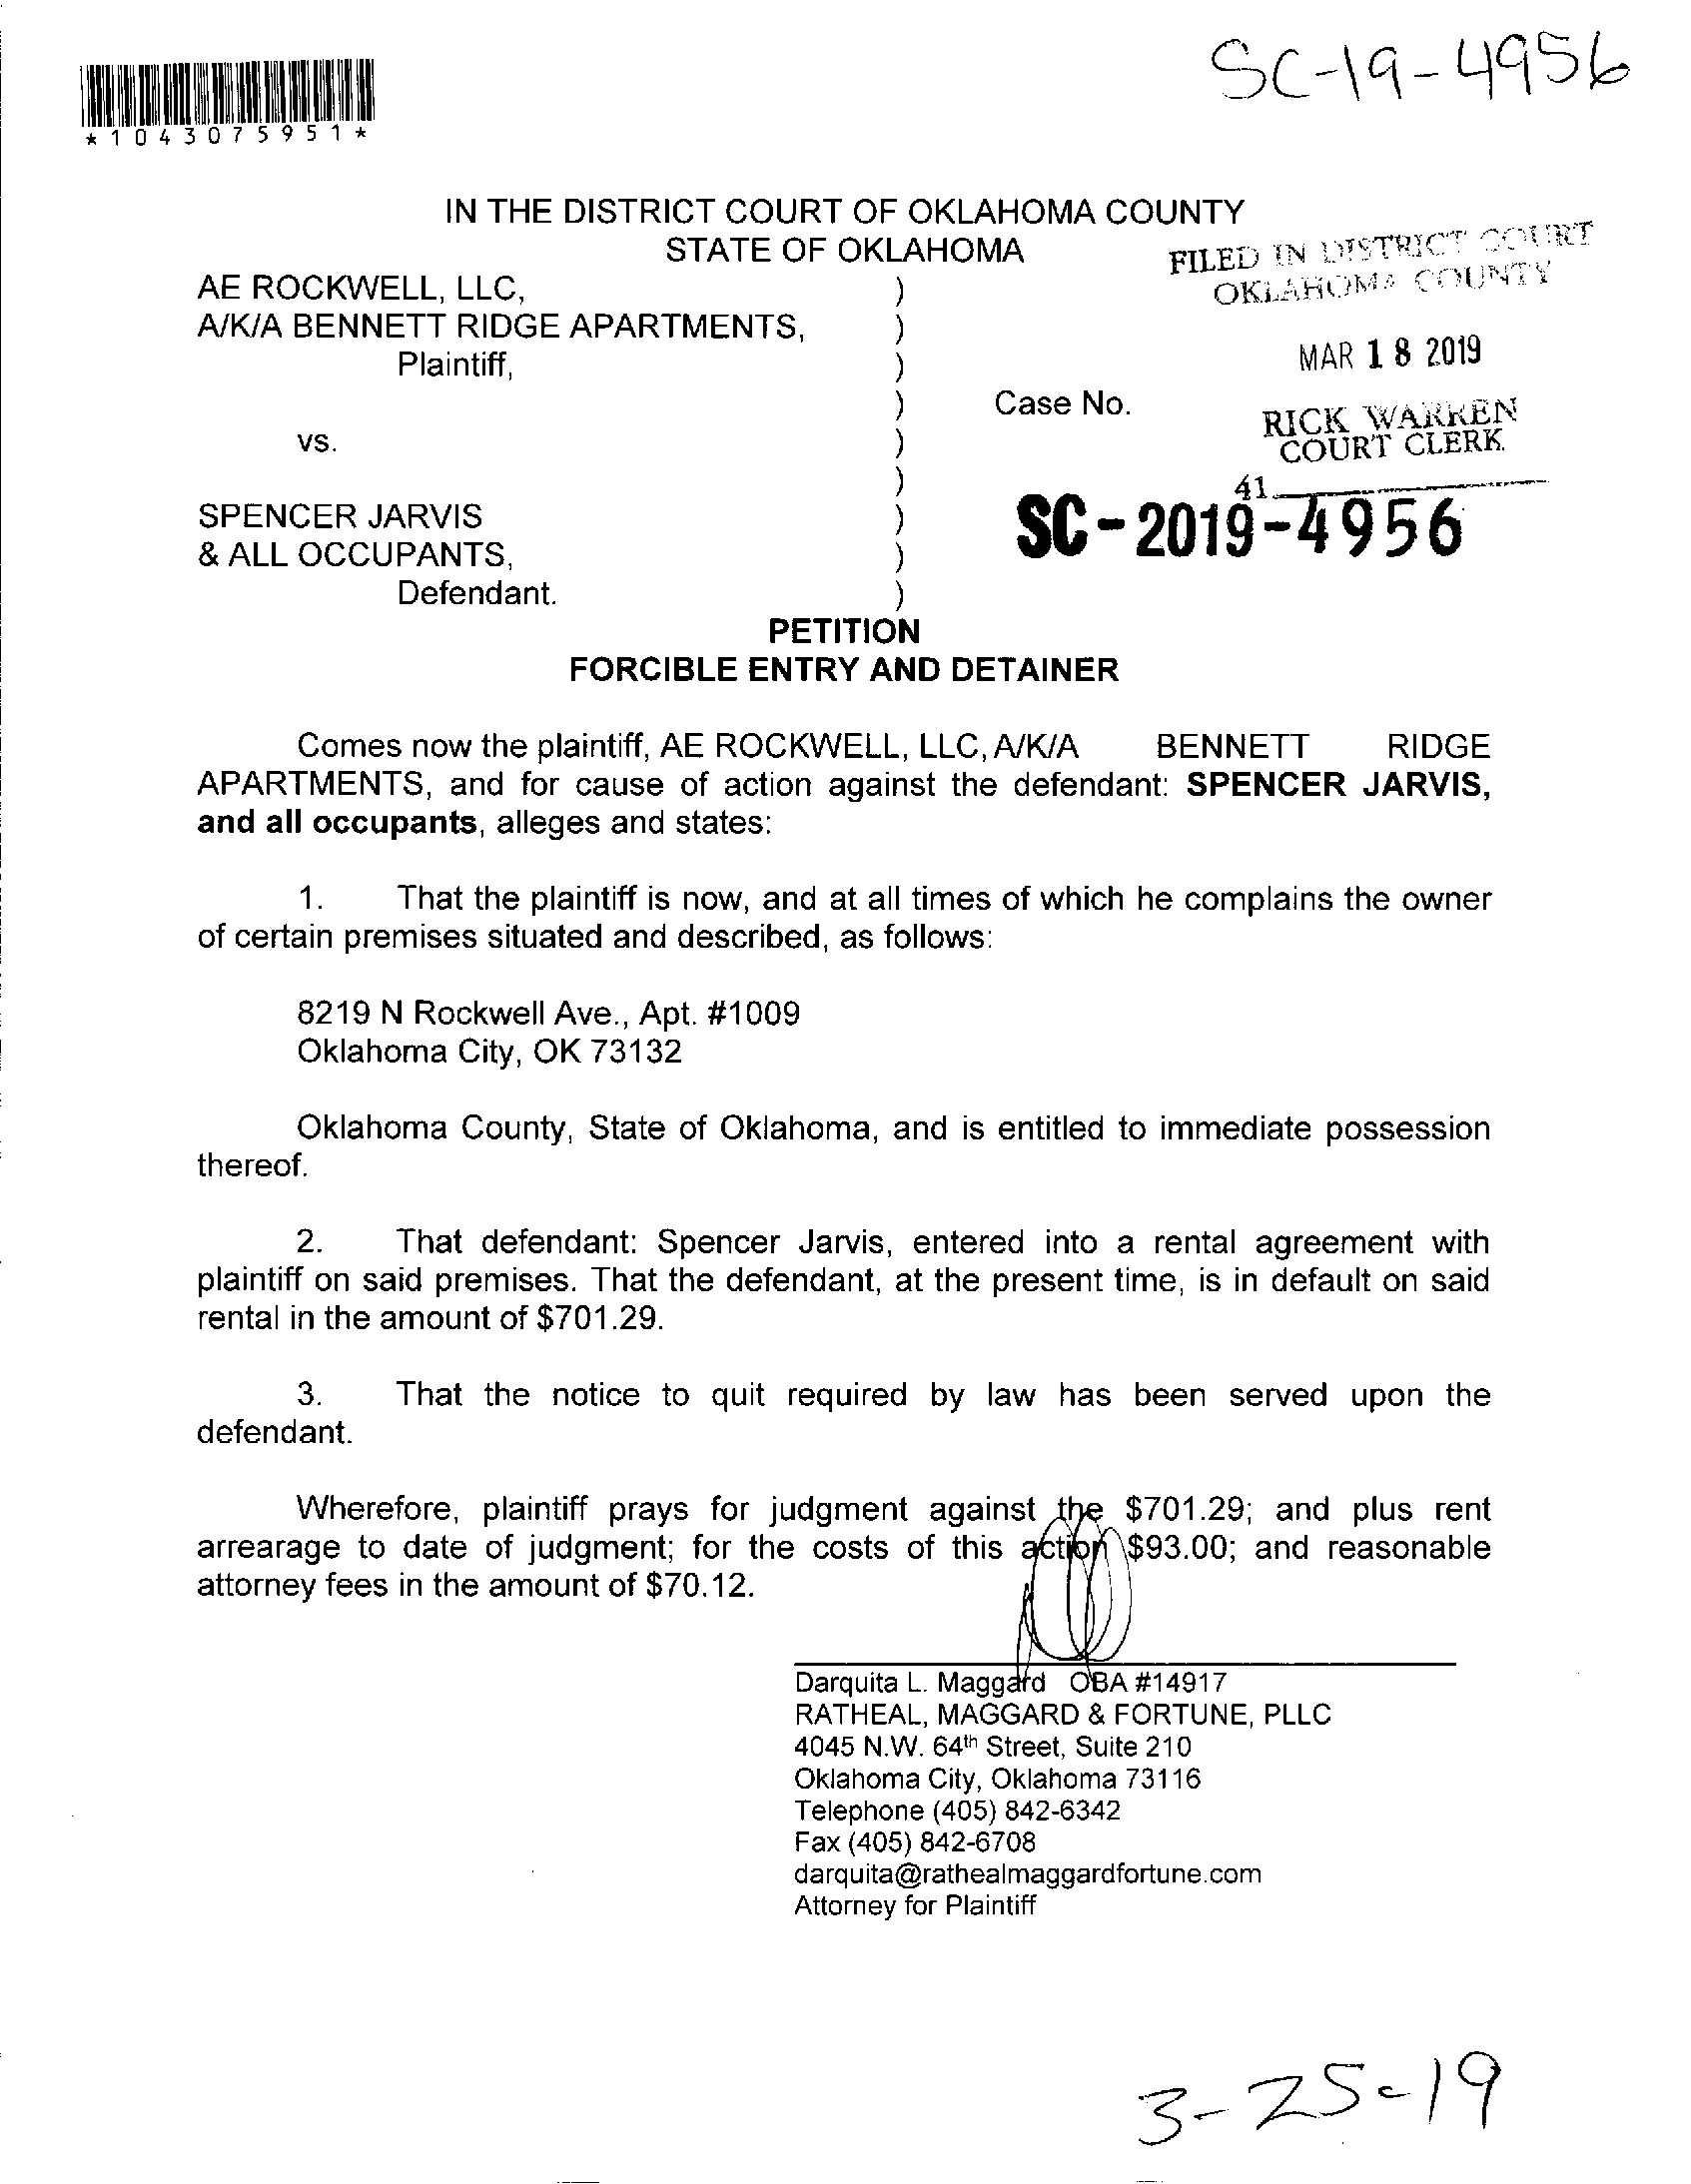 SC-19-4956
*1043075951*
IN THE DISTRICT COURT OF OKLAHOMA COUNTY
STATE OF OKLAHOMA
FILED IN DISTRICT COURT
OKLAHOMA COUNTY
MAR 18 2019
RICK WARREN
COURT CLERK
41
SC-2019-4956
AE ROCKWELL, LLC, )
A/K/A BENNETT RIDGE APARTMENTS, )
Plaintiff, )
) Case No.
vs. )
)
SPENCER JARVIS )
& ALL OCCUPANTS, )
Defendant. )
PETITION
FORCIBLE ENTRY AND DETAINER
Comes now the plaintiff, AE ROCKWELL, LLC, A/K/A BENNETT RIDGE
APARTMENTS, and for cause of action against the defendant: SPENCER JARVIS,
and all occupants, alleges and states:
1. That the plaintiff is now, and at all times of which he complains the owner
of certain premises situated and described, as follows:
8219 N Rockwell Ave., Apt. #1009
Oklahoma City, OK 73132
Oklahoma County, State of Oklahoma, and is entitled to immediate possession
thereof.
2. That defendant: Spencer Jarvis, entered into a rental agreement with
plaintiff on said premises. That the defendant, at the present time, is in default on said
rental in the amount of $701.29.
3. That the notice to quit required by law has been served upon the
defendant.
Wherefore, plaintiff prays for judgment against the $701.29; and plus rent
arrearage to date of judgment; for the costs of this action $93.00; and reasonable
attorney fees in the amount of $70.12.
Darquita L. Maggard OBA #14917
RATHEAL, MAGGARD & FORTUNE, PLLC
4045 N.W. 64th Street, Suite 210
Oklahoma City, Oklahoma 73116
Telephone (405) 842-6342
Fax (405) 842-6708
darquita@rathealmaggardfortune.com
Attorney for Plaintiff
3-25-19